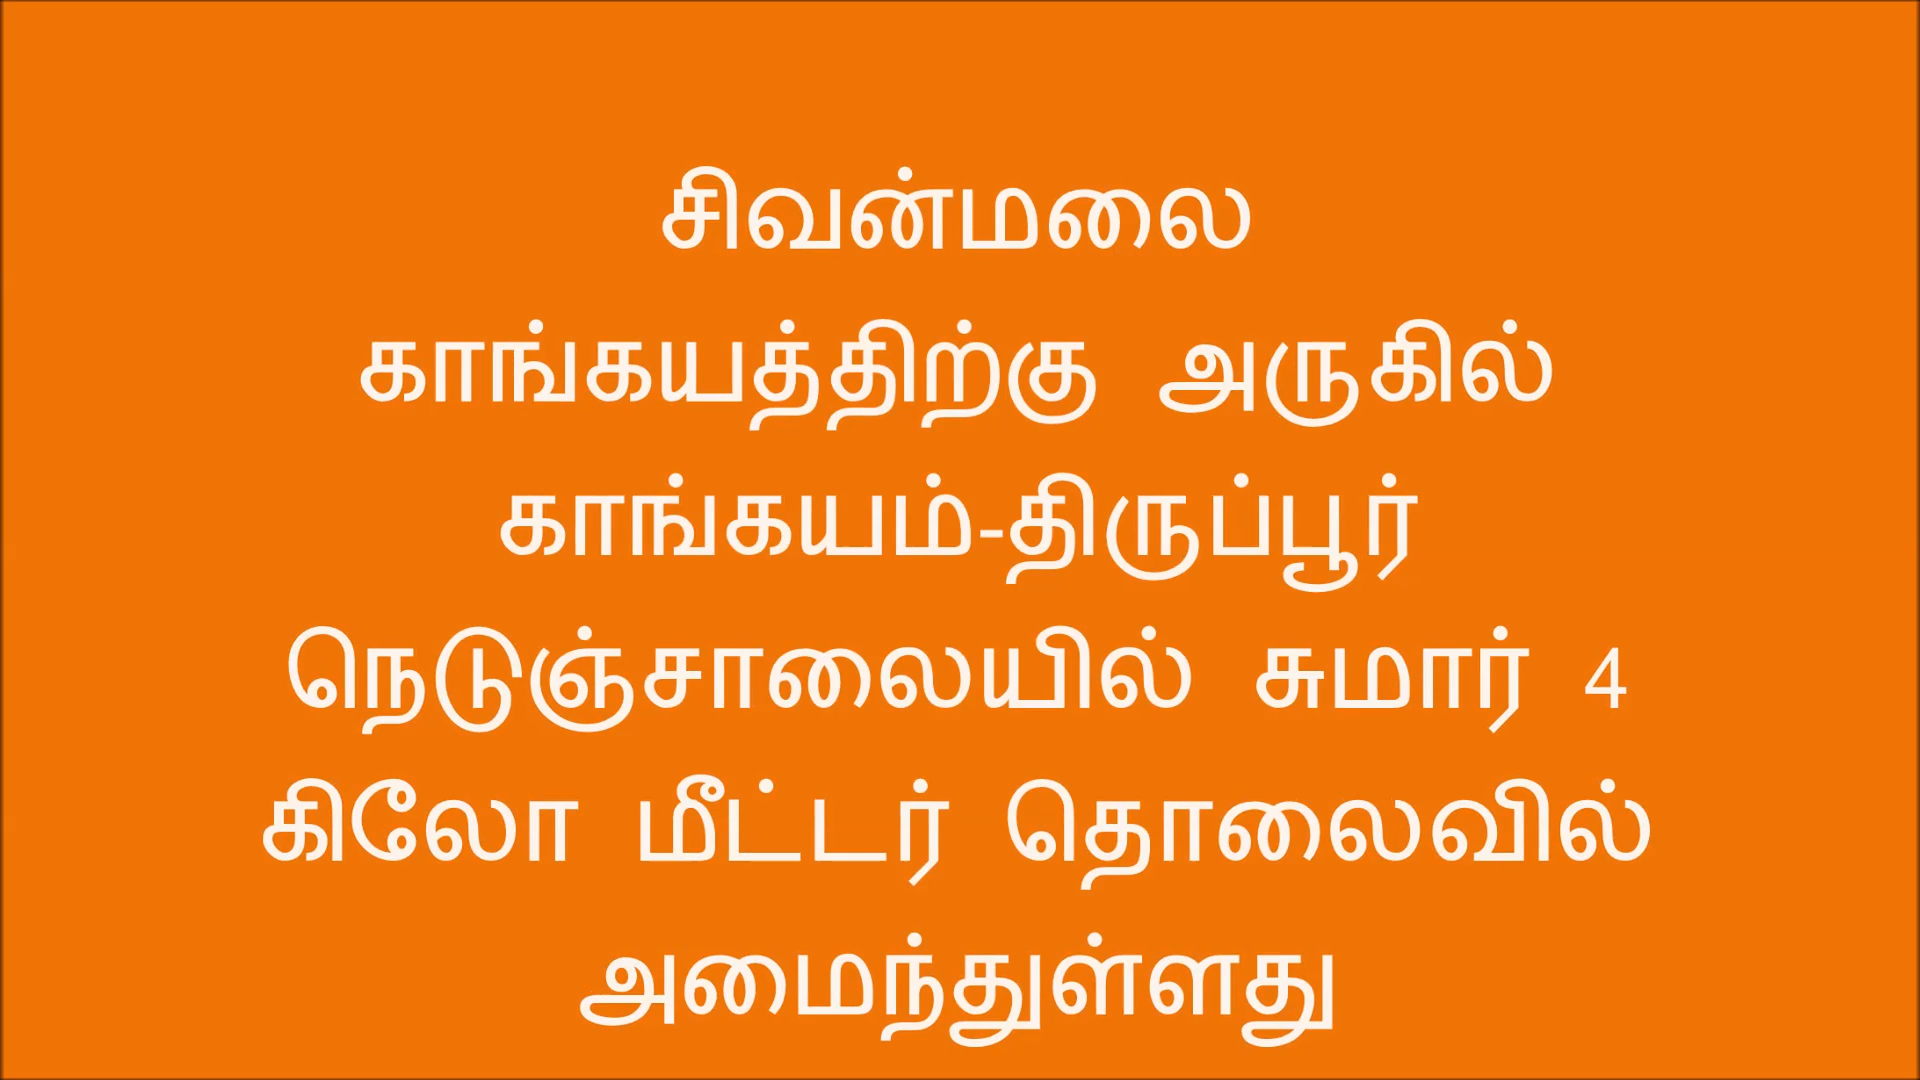 சிவன்மலை
காங்கயத்திற்கு அருகில்
காங்கயம்-திருப்பூர்
நெடுஞ்சாலையில் சுமார் 4
கிலோ மீட்டர் தொலைவில்
அமைந்துள்ளது